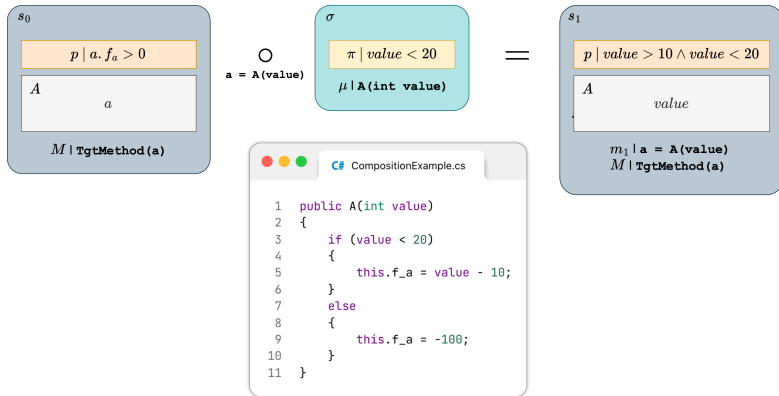 s₀
p | a.fₐ > 0
A
a
M | TgtMethod(a)
○
a = A(value)
σ
π | value < 20
μ | A(int value)
=
s₁
p | value > 10 ∧ value < 20
A
value
m₁ | a = A(value)
M | TgtMethod(a)
C# CompositionExample.cs
1 public A(int value)
2 {
3     if (value < 20)
4     {
5         this.f_a = value - 10;
6     }
7     else
8     {
9         this.f_a = -100;
10     }
11 }